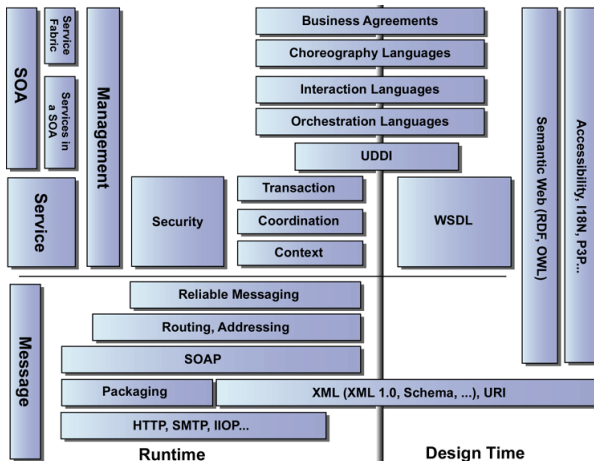 Business Agreements
Choreography Languages
Interaction Languages
Orchestration Languages
UDDI
SOA
Service
Fabric
Services in
a SOA
Management
Service
Security
Transaction
Coordination
Context
WSDL
Semantic Web (RDF, OWL)
Accessibility, I18N, P3P...
Message
Reliable Messaging
Routing, Addressing
SOAP
Packaging
XML (XML 1.0, Schema, ...), URI
HTTP, SMTP, IIOP...
Runtime
Design Time